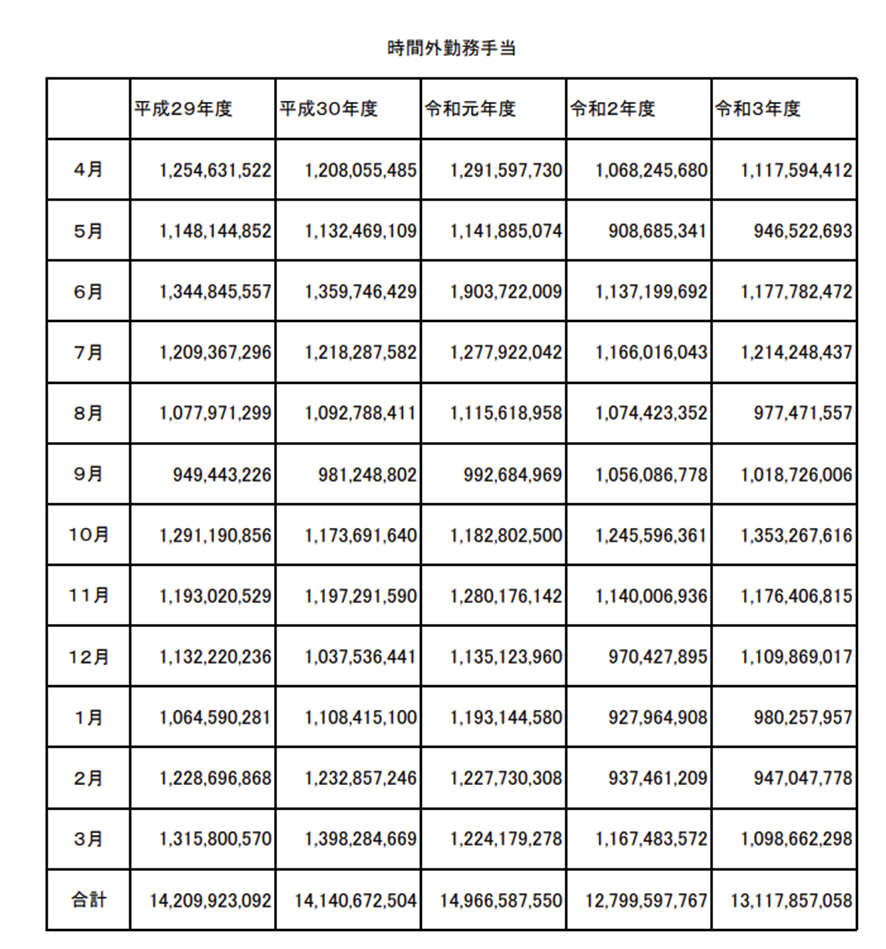 時間外勤務手当
平成29年度 平成30年度 令和元年度 令和2年度 令和3年度
4月 1,254,631,522 1,208,055,485 1,291,597,730 1,068,245,680 1,117,594,412
5月 1,148,144,852 1,132,469,109 1,141,885,074 908,685,341 946,522,693
6月 1,344,845,557 1,359,746,429 1,903,722,009 1,137,199,692 1,177,782,472
7月 1,209,367,296 1,218,287,582 1,277,922,042 1,166,016,043 1,214,248,437
8月 1,077,971,299 1,092,788,411 1,115,618,958 1,074,423,352 977,471,557
9月 949,443,226 981,248,802 992,684,969 1,056,086,778 1,018,726,006
10月 1,291,190,856 1,173,691,640 1,182,802,500 1,245,596,361 1,353,267,616
11月 1,193,020,529 1,197,291,590 1,280,176,142 1,140,006,936 1,176,406,815
12月 1,132,220,236 1,037,536,441 1,135,123,960 970,427,895 1,109,869,017
1月 1,064,590,281 1,108,415,100 1,193,144,580 927,964,908 980,257,957
2月 1,228,696,868 1,232,857,246 1,227,730,308 937,461,209 947,047,778
3月 1,315,800,570 1,398,284,669 1,224,179,278 1,167,483,572 1,098,662,298
合計 14,209,923,092 14,140,672,504 14,966,587,550 12,799,597,767 13,117,857,058